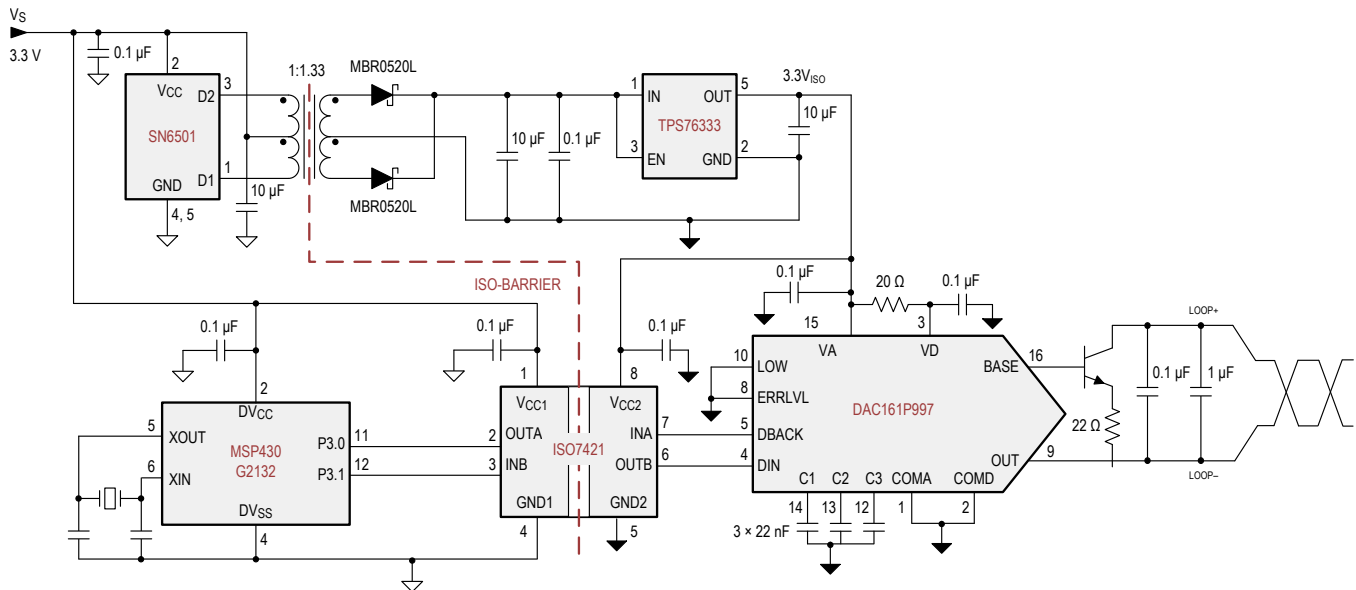 VS
3.3 V
0.1 µF
2
VCC
D2
3
SN6501
D1
1
GND
4, 5
10 µF
1:1.33
MBR0520L
MBR0520L
10 µF
0.1 µF
1
IN
OUT
5
TPS76333
3
EN
GND
2
3.3VISO
10 µF
ISO-BARRIER
0.1 µF
20 Ω
0.1 µF
0.1 µF
0.1 µF
0.1 µF
2
DVCC
5
XOUT
6
XIN
MSP430
G2132
P3.0
11
P3.1
12
DVSS
4
1
VCC1
2
OUTA
3
INB
GND1
4
ISO7421
8
VCC2
INA
7
OUTB
6
GND2
5
15
VA
3
VD
10
LOW
8
ERRLVL
5
DBACK
4
DIN
DAC161P997
BASE
16
OUT
9
C1
C2
C3
COMA
COMD
14
13
12
1
2
3 × 22 nF
22 Ω
0.1 µF
1 µF
LOOP+
LOOP–